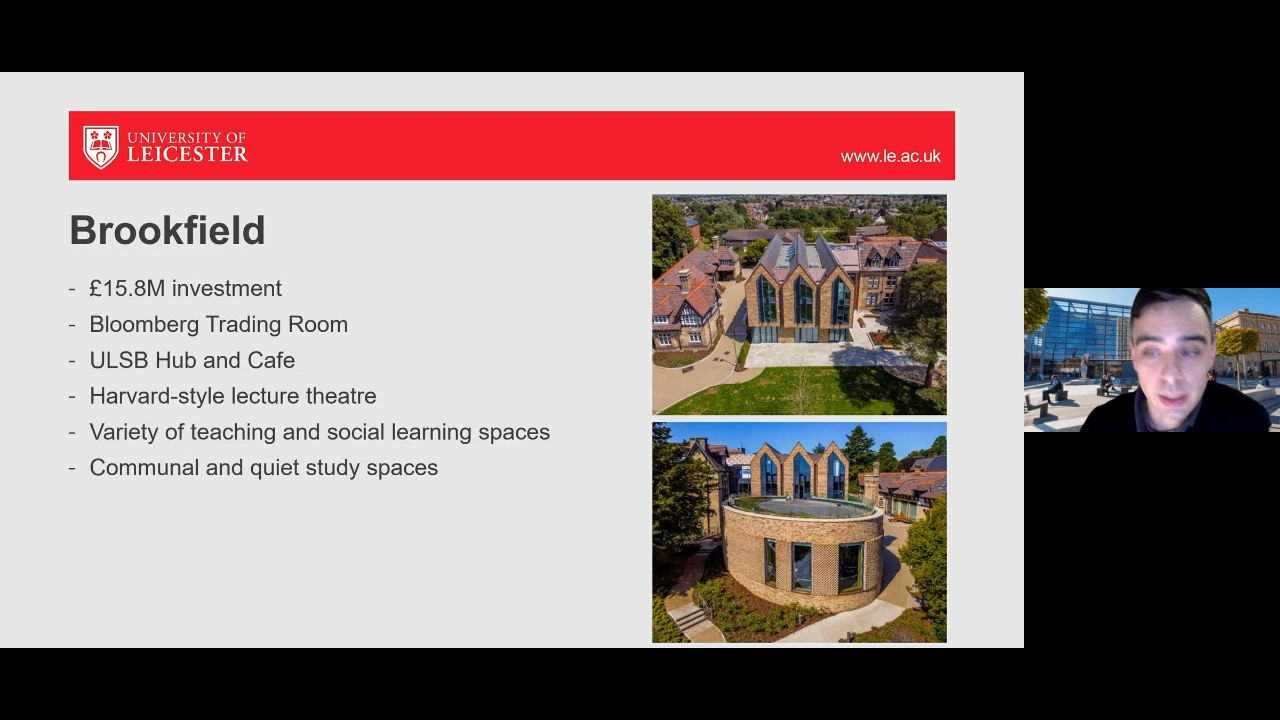 UNIVERSITY OF
LEICESTER
www.le.ac.uk
Brookfield
- £15.8M investment
- Bloomberg Trading Room
- ULSB Hub and Cafe
- Harvard-style lecture theatre
- Variety of teaching and social learning spaces
- Communal and quiet study spaces